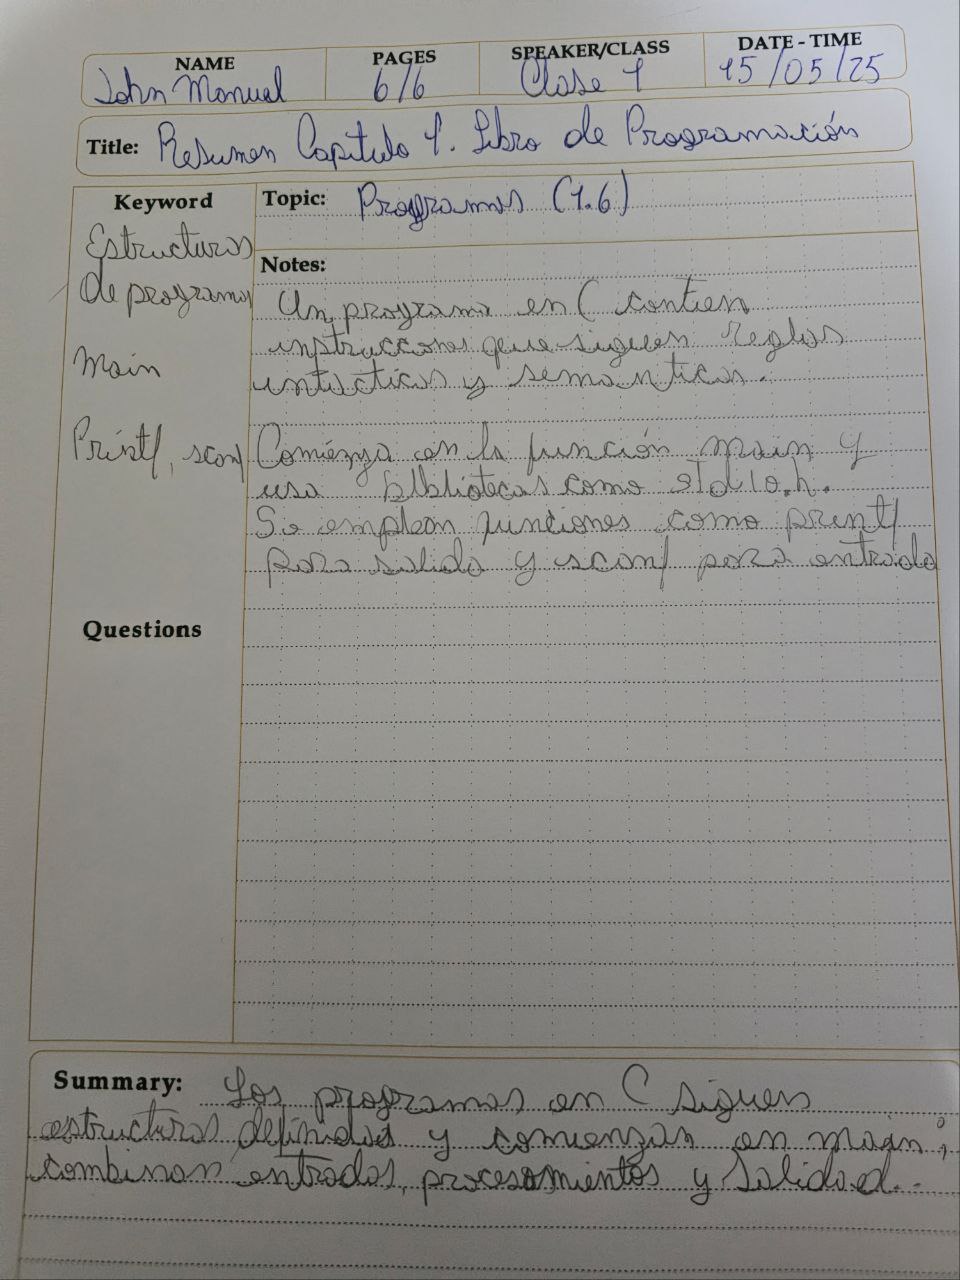 NAME PAGES SPEAKER/CLASS DATE - TIME
John Manuel 6/6 Clase 1 15/05/25
Title: Resumen Capitulo 1. Libro de Programación
Keyword
Topic: Programas (1.6)
Estructuras
de programas
Main
Printf, scanf
Notes:
Un programa en C contien
instrucciones que siguen reglas
sintacticas y semanticas.
Comienza en la función main y
usa bibliotecas como stdio.h.
Se emplean funciones como printf
para salida y scanf para entrada
Questions
Summary: Los programas en C siguen
estructuras definidas y comienzan en main;
combinan entradas, procesamientos y salidad.